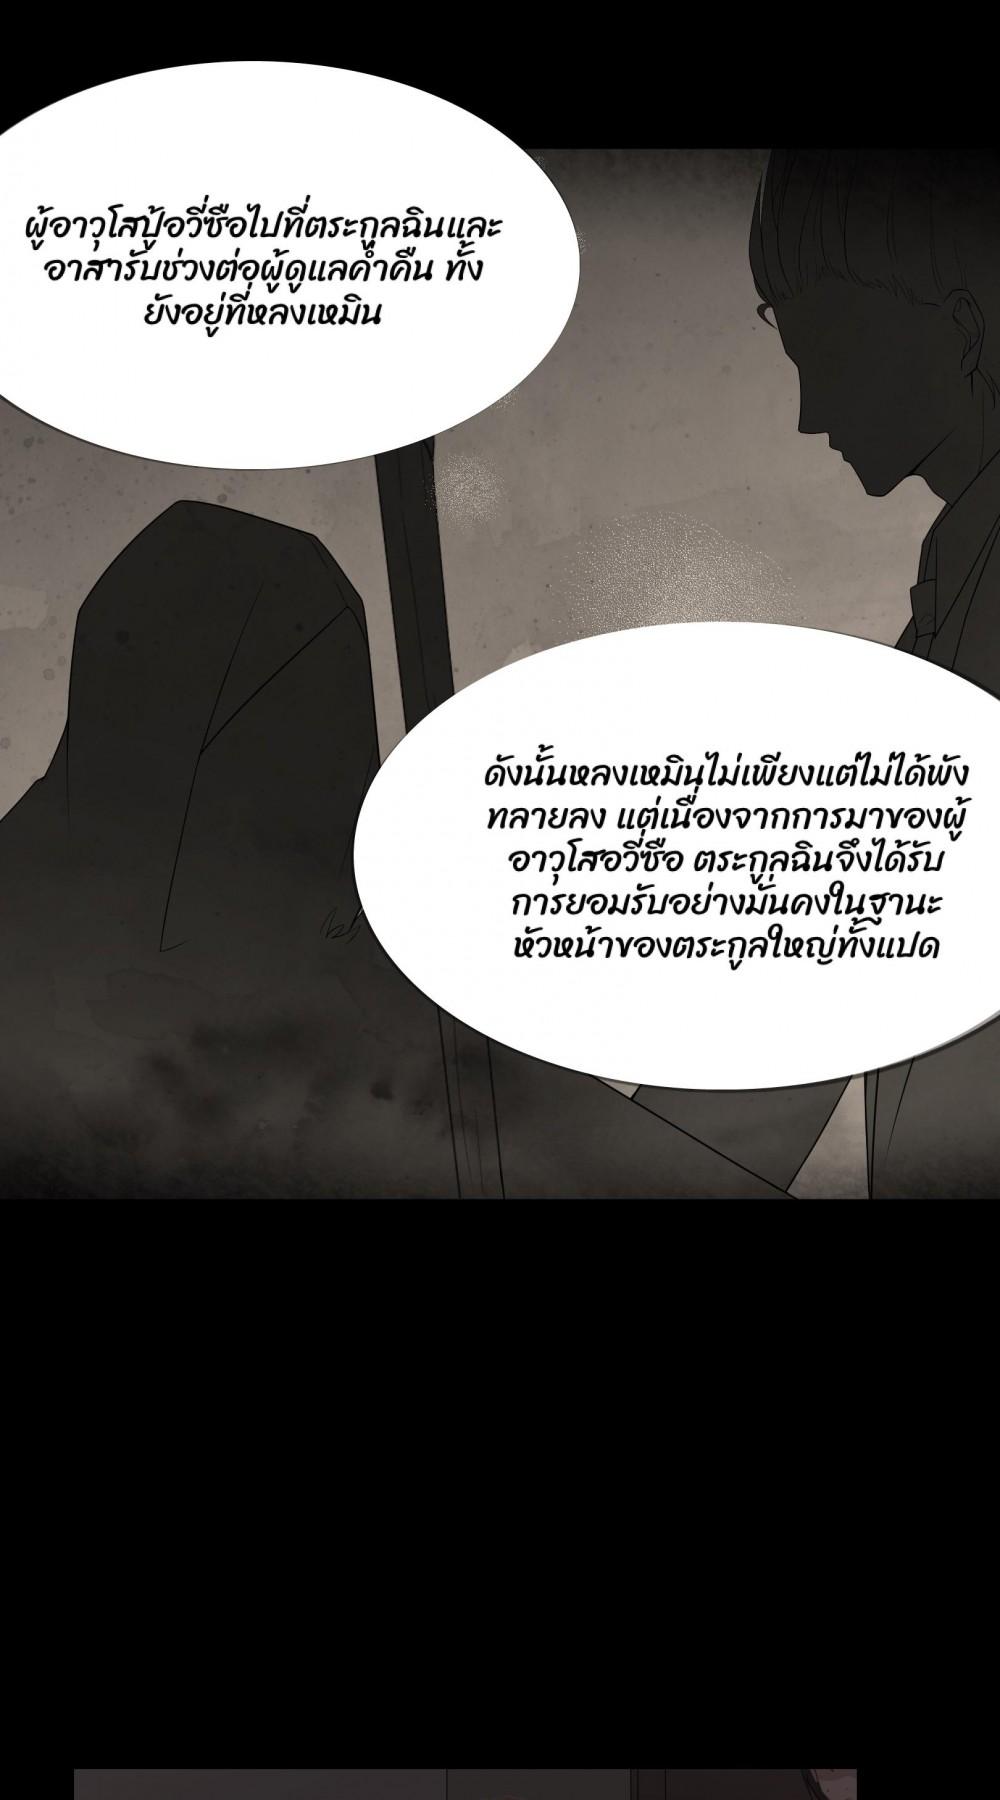 ผู้อาวุโสปู้อวี่ซือไปที่ตระกูลฉินและ
อาสารับช่วงต่อผู้ดูแลค่ำคืน ทั้ง
ยังอยู่ที่หลงเหมิน
ดังนั้นหลงเหมินไม่เพียงแต่ไม่ได้พัง
ทลายลง แต่เนื่องจากการมาของผู้
อาวุโสอวี่ซือ ตระกูลฉินจึงได้รับ
การยอมรับอย่างมั่นคงในฐานะ
หัวหน้าของตระกูลใหญ่ทั้งแปด